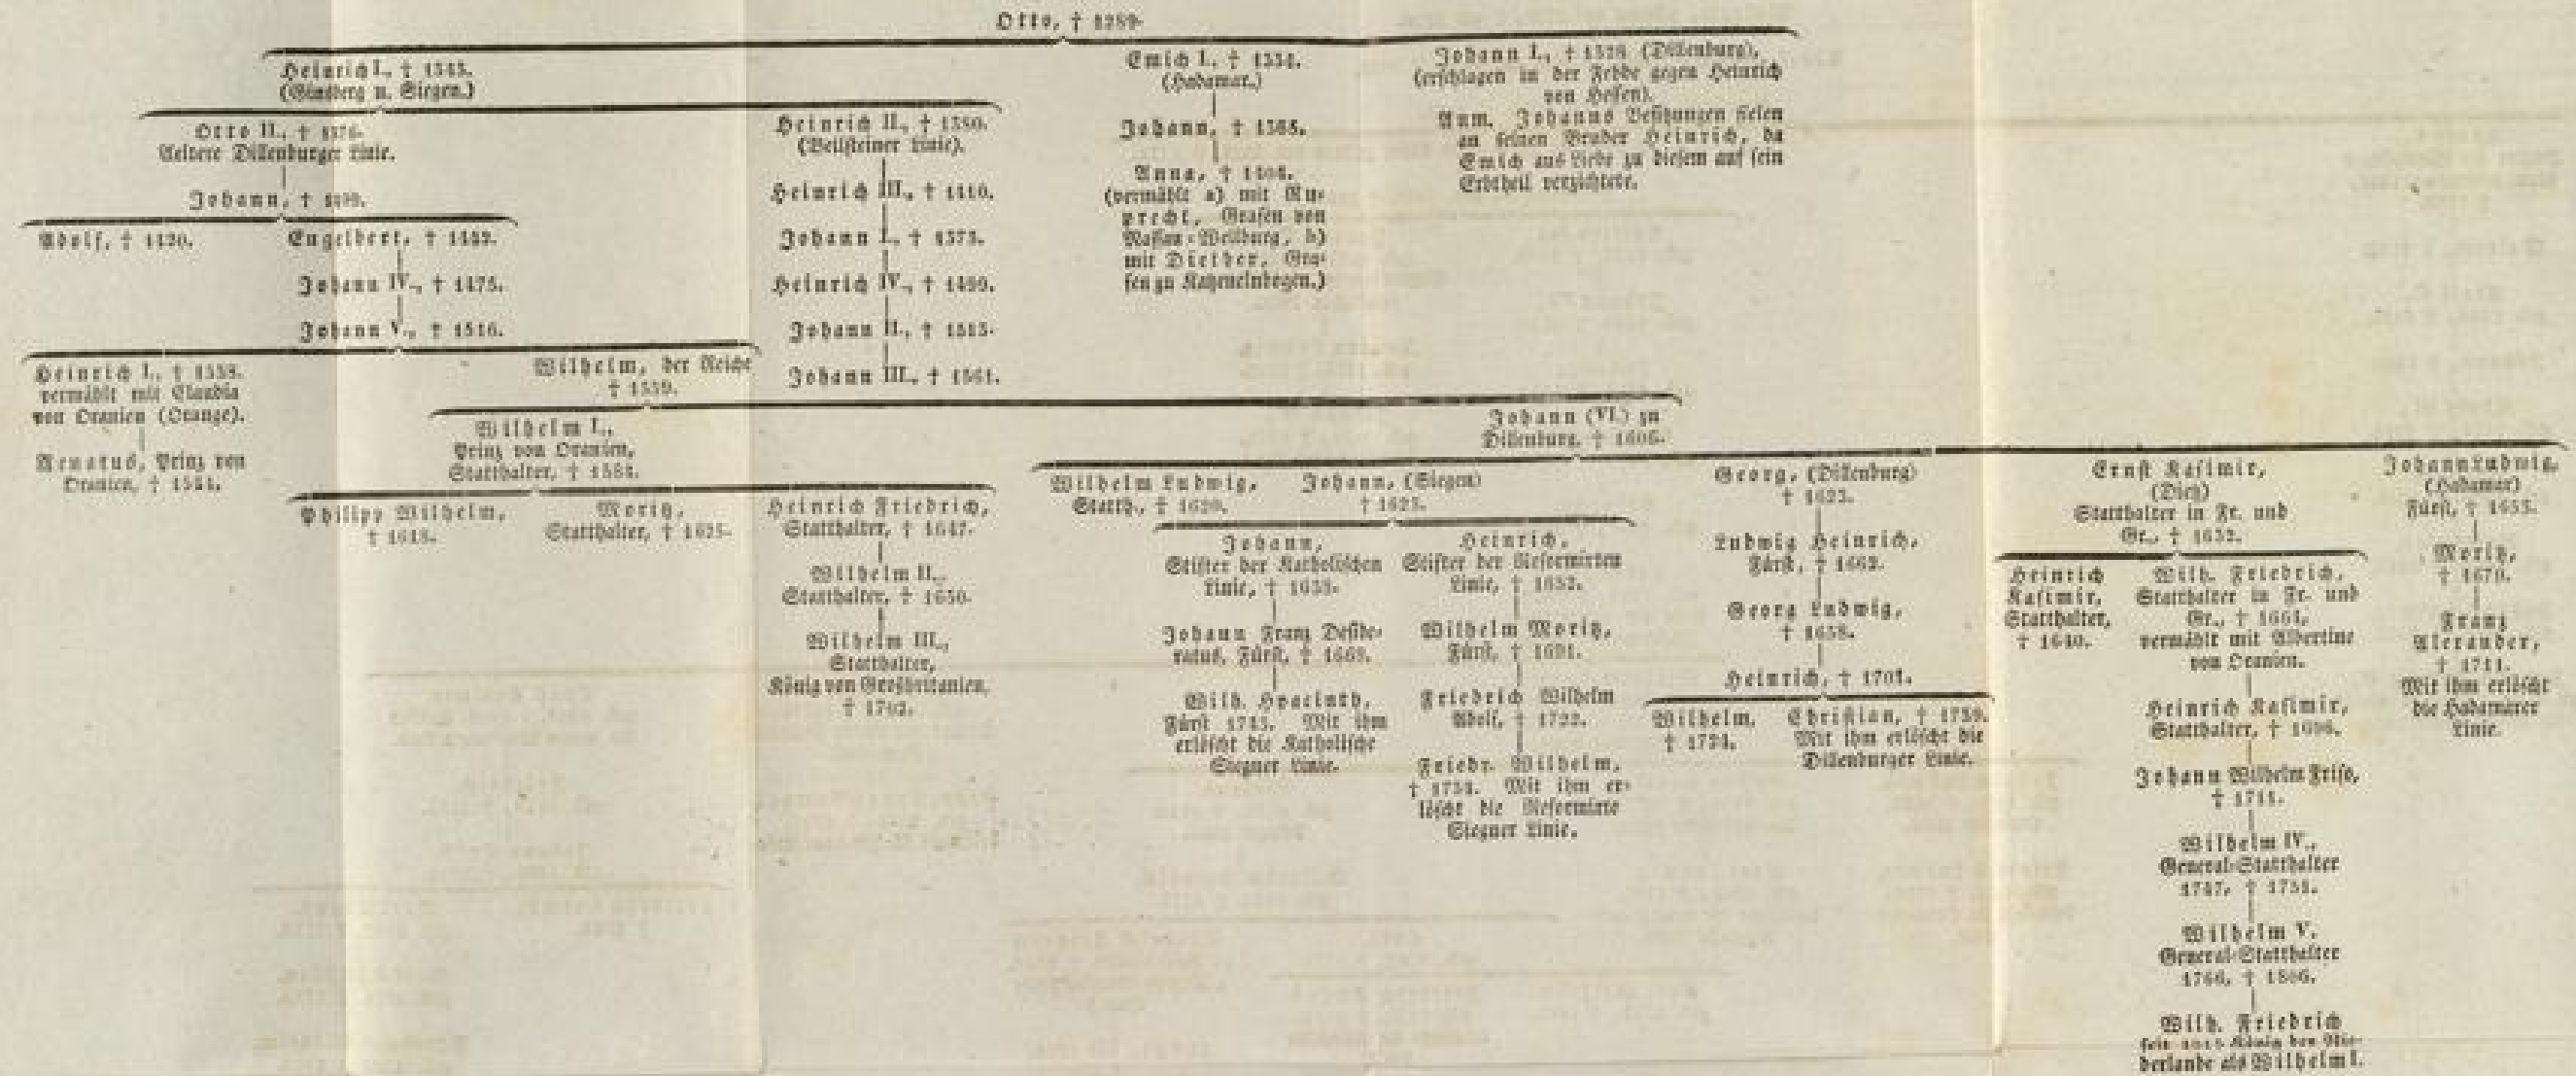 Otto, † 1289.
Heinrich I., † 1343.
(Ginsberg u. Siegen.)
Emich I., † 1334.
(Hadamar.)
Johann I., † 1328 (Dillenburg),
(erschlagen in der Fehde gegen Heinrich
von Hessen).
Anm. Johanns Besitzungen fielen
an seinen Bruder Heinrich, da
Emich aus Liebe zu diesem auf sein
Erbtheil verzichtete.
Otto II., †
Aeltere Dillenburger Linie.
Johann, †
Adolf, † 1420.
Engelbert, † 1442.
Johann IV., † 1475.
Johann V., † 1516.
Heinrich II., † 1380.
(Beilsteiner Linie).
Heinrich III., † 1410.
Johann I., † 1473.
Heinrich IV., † 1499.
Johann II., † 1513.
Johann III., † 1561.
Johann, † 1365.
Anna, † 1404.
(vermählt a) mit Ru-
precht, Grafen von
Nassau-Weilburg, b)
mit Diether, Gra-
fen zu Katzenelnbogen.)
Heinrich I., † 1538.
vermählt mit Claudia
von Oranien (Orange).
Renatus, Prinz von
Oranien, † 1544.
Wilhelm, der Reiche
† 1559.
Wilhelm I.,
Prinz von Oranien,
Statthalter, † 1584.
Johann (VI.) zu
Dillenburg, † 1606.
Philipp Wilhelm,
† 1618.
Moritz,
Statthalter, † 1625.
Heinrich Friedrich,
Statthalter, † 1647.
Wilhelm II.,
Statthalter, † 1650.
Wilhelm III.,
Statthalter,
König von Großbritanien,
† 1702.
Wilhelm Ludwig,
Statth., † 1620.
Johann, (Siegen)
† 1623.
Georg, (Dillenburg)
† 1623.
Ernst Kasimir,
(Dietz)
Statthalter in Fr. und
Gr., † 1632.
Johann Ludwig,
(Hadamar)
Fürst, † 1653.
Johann,
Stifter der Katholischen
Linie, † 1638.
Johann Franz Deside-
ratus, Fürst, † 1669.
Wilh. Hyacinth,
Fürst 1743. Mit ihm
erlöscht die Katholische
Siegner Linie.
Heinrich,
Stifter der Reformirten
Linie, † 1652.
Wilhelm Moritz,
Fürst, † 1691.
Friedrich Wilhelm
Adolf, † 1722.
Friedr. Wilhelm,
† 1734. Mit ihm er-
löscht die Reformirte
Siegner Linie.
Ludwig Heinrich,
Fürst, † 1662.
Georg Ludwig,
† 1658.
Heinrich, † 1701.
Wilhelm,
† 1724.
Christian, † 1739.
Mit ihm erlöscht die
Dillenburger Linie.
Heinrich
Kasimir,
Statthalter,
† 1640.
Wilh. Friedrich,
Statthalter in Fr. und
Gr., † 1664.
vermählt mit Albertine
von Oranien.
Heinrich Kasimir,
Statthalter, † 1696.
Johann Wilhelm Friso,
† 1711.
Wilhelm IV.,
General-Statthalter
1747, † 1751.
Wilhelm V.
General-Statthalter
1766, † 1806.
Wilh. Friedrich
seit 1815 König der Nie-
derlande als Wilhelm I.
Moritz,
† 1679.
Franz
Alexander,
† 1711.
Mit ihm erlöscht
die Hadamarer
Linie.